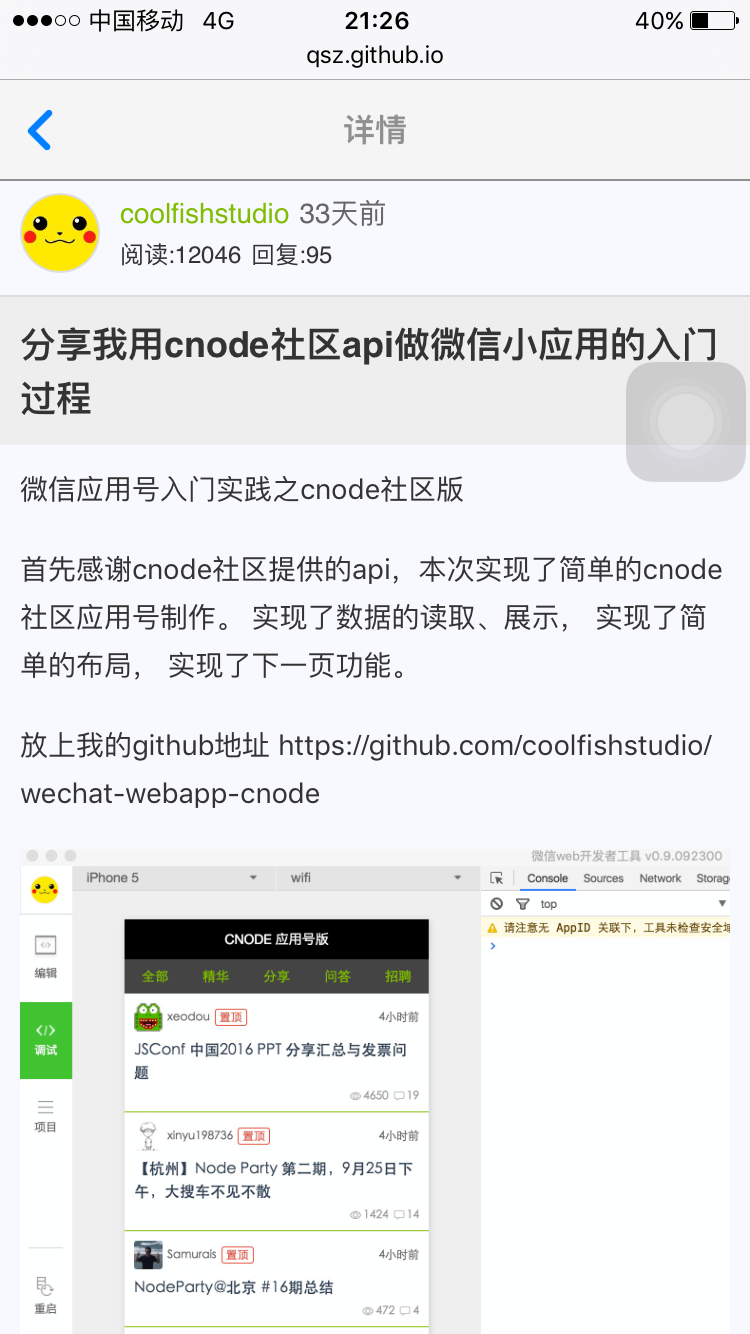 中国移动 4G 21:26 40%
qsz.github.io
详情
coolfishstudio 33天前
阅读:12046 回复:95
分享我用cnode社区api做微信小应用的入门
过程
微信应用号入门实践之cnode社区版
首先感谢cnode社区提供的api，本次实现了简单的cnode
社区应用号制作。 实现了数据的读取、展示， 实现了简
单的布局， 实现了下一页功能。
放上我的github地址 https://github.com/coolfishstudio/
wechat-webapp-cnode
微信web开发者工具 v0.9.092300
iPhone 5 wifi Console Sources Network Storag
top
请注意无 AppID 关联下，工具未检查安全域
编辑
调试
项目
重启
CNODE 应用号版
全部 精华 分享 问答 招聘
xeodou 置顶 4小时前
JSConf 中国2016 PPT 分享汇总与发票问
题
4650 19
xinyu198736 置顶 4小时前
【杭州】Node Party 第二期，9月25日下
午，大搜车不见不散
1424 14
Samurais 置顶 4小时前
NodeParty@北京 #16期总结
472 4